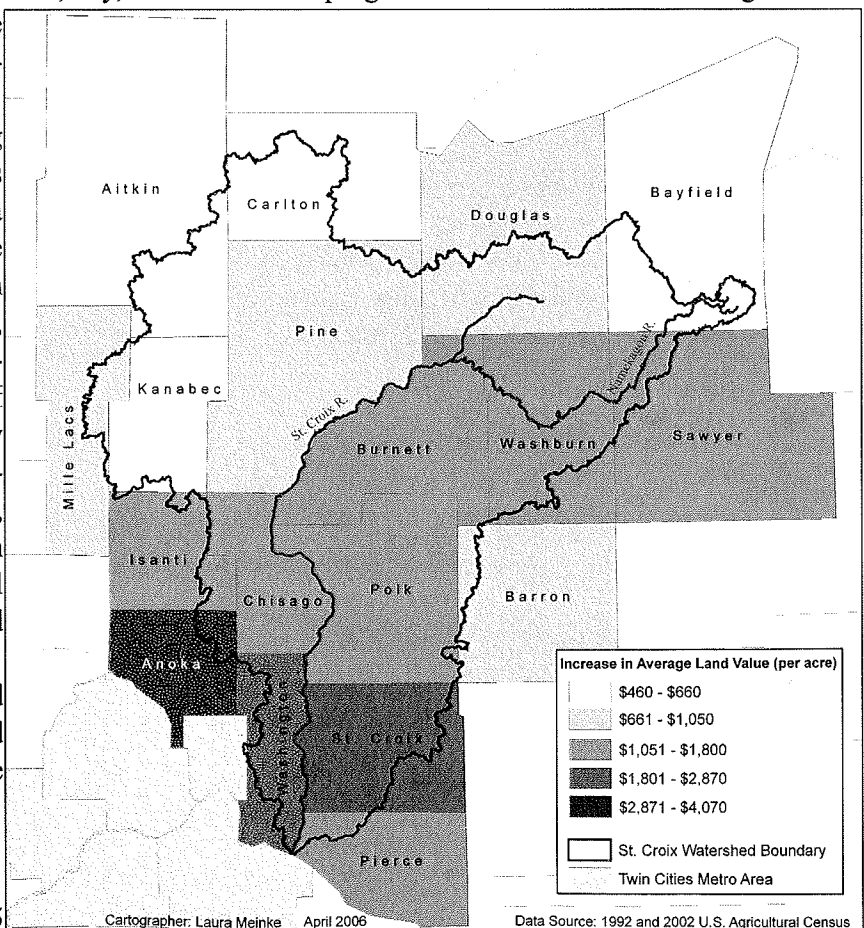 Aitkin
Carlton
Bayfield
Douglas
Pine
Kanabec
Mille Lacs
St. Croix R.
Namekagon R.
Burnett
Washburn
Sawyer
Isanti
Chisago
Polk
Barron
Anoka
Washington
St. Croix
Pierce
Increase in Average Land Value (per acre)
$460 - $660
$661 - $1,050
$1,051 - $1,800
$1,801 - $2,870
$2,871 - $4,070
St. Croix Watershed Boundary
Twin Cities Metro Area
Cartographer: Laura Meinke April 2006 Data Source: 1992 and 2002 U.S. Agricultural Census